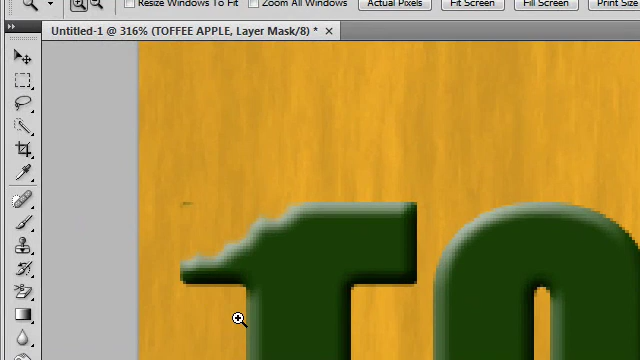 Resize Windows To Fit Zoom All Windows Actual Pixels Fit Screen Fill Screen Print Size
Untitled-1 @ 316% (TOFFEE APPLE, Layer Mask/8) * ×
TO